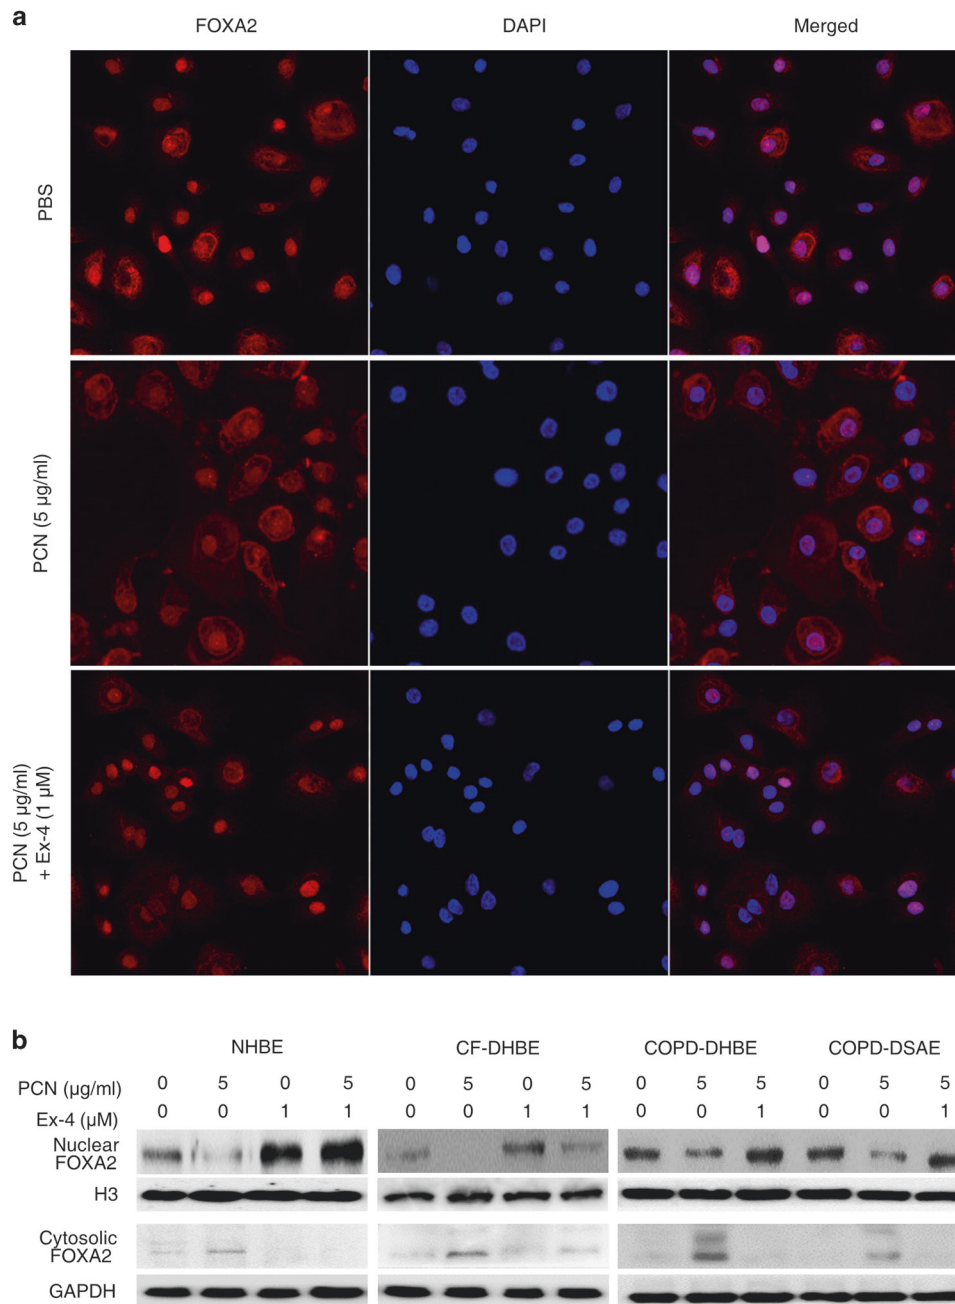 a
FOXA2 DAPI Merged
PBS
PCN (5 µg/ml)
PCN (5 µg/ml)
+ Ex-4 (1 µM)
b
NHBE CF-DHBE COPD-DHBE COPD-DSAE
PCN (µg/ml) 0 5 0 5 0 5 0 5 0 5 5 0 5 5
Ex-4 (µM) 0 0 1 1 0 0 1 1 0 0 1 0 0 1
Nuclear
FOXA2
H3
Cytosolic
FOXA2
GAPDH